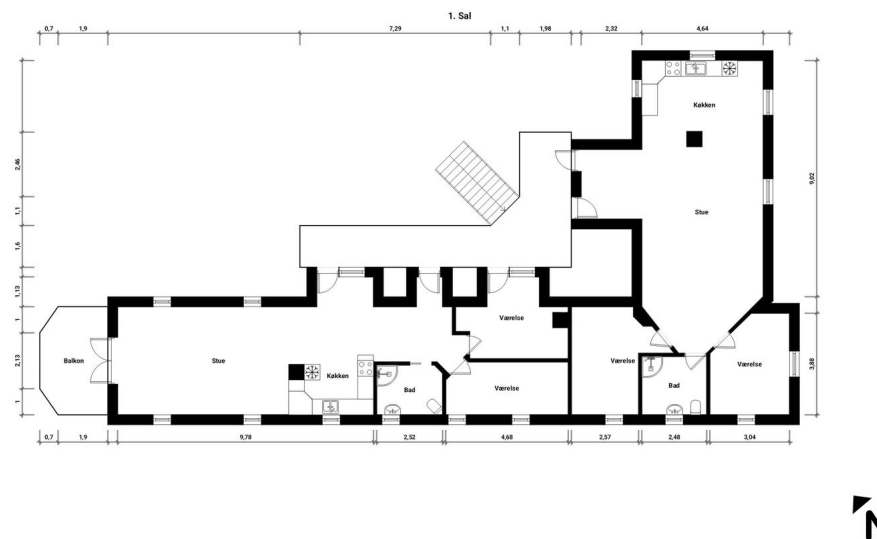 1. Sal
0,7 1,9 7,29 1,1 1,98 2,32 4,64
Køkken
2,46
9,02
1,1
Stue
1,6
1,13
Værelse
1
Balkon Stue Værelse Værelse
2,13
3,88
Køkken Bad Værelse Bad
1
0,7 1,9 9,78 2,52 4,68 2,57 2,48 3,04